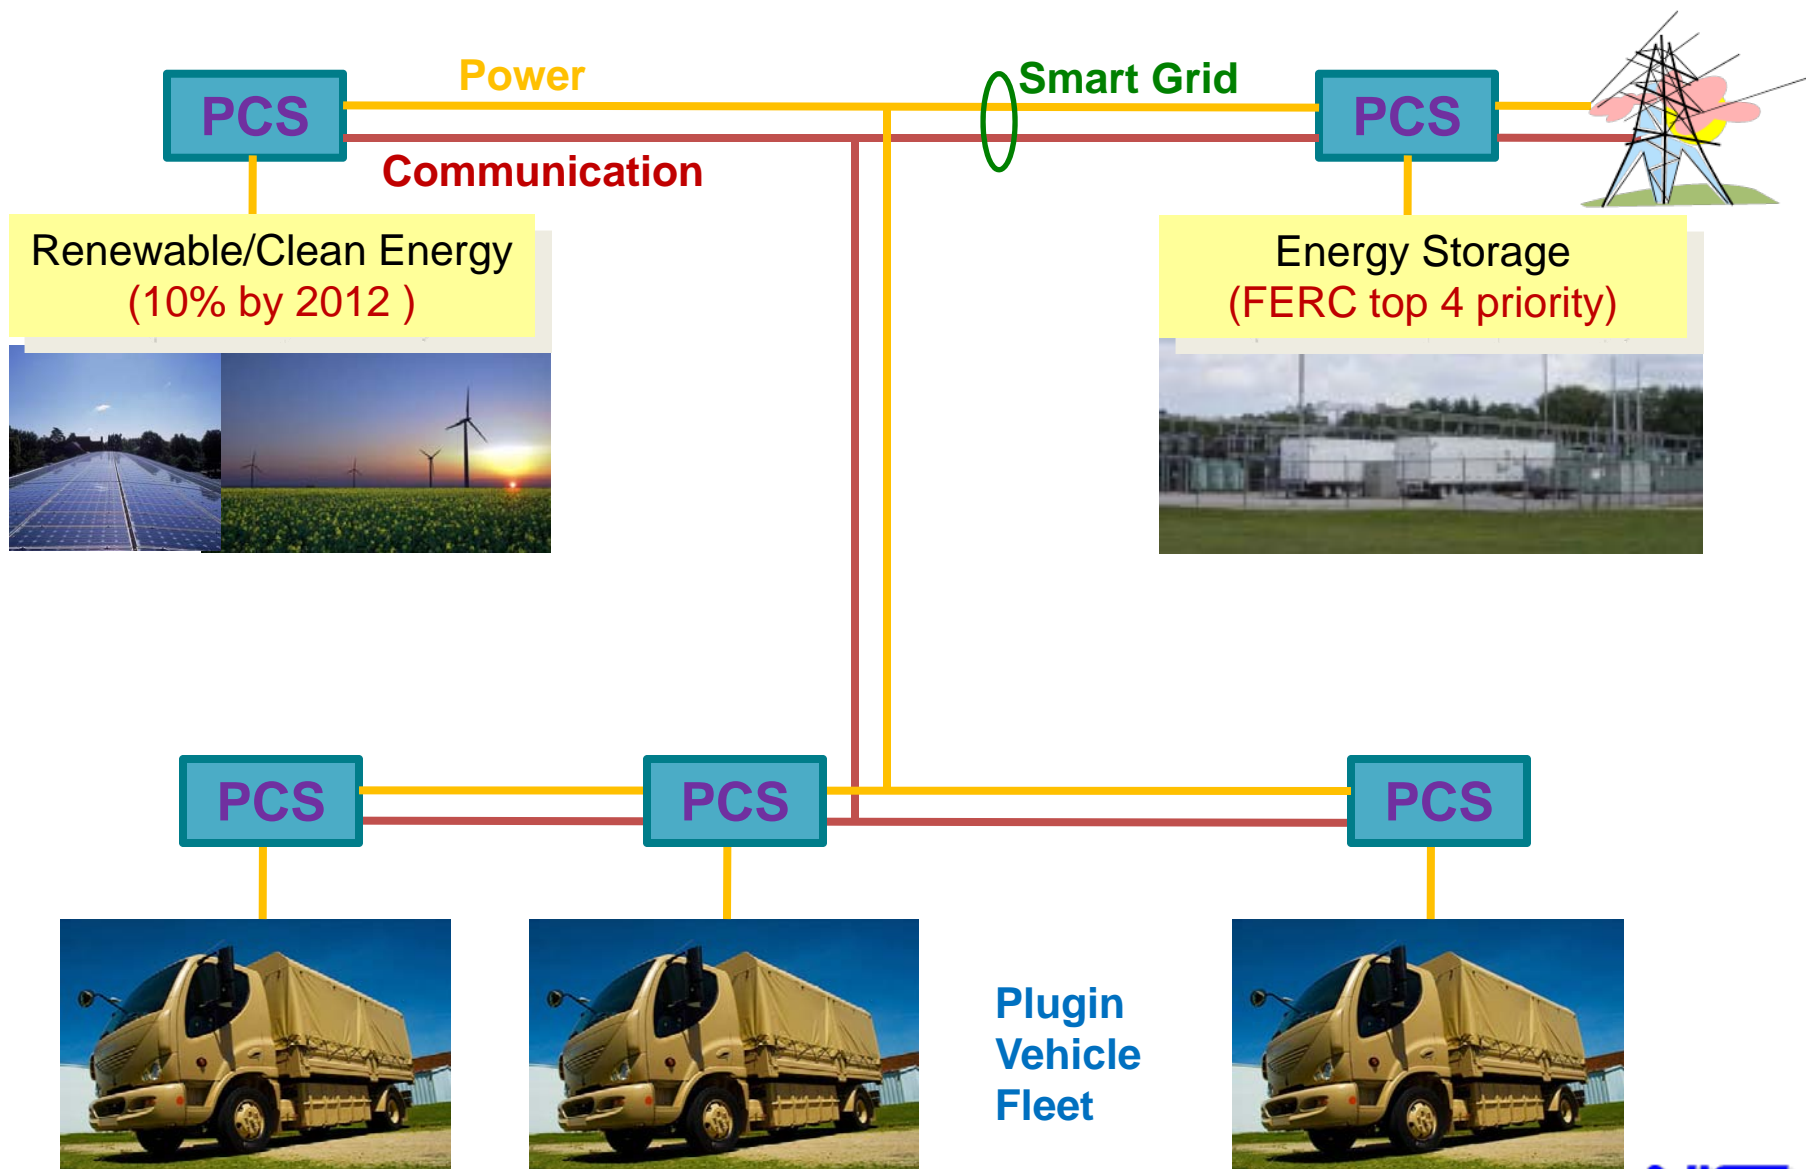 Power
Smart Grid
PCS
PCS
Communication
Renewable/Clean Energy
(10% by 2012 )
Energy Storage
(FERC top 4 priority)
PCS
PCS
PCS
Plugin
Vehicle
Fleet